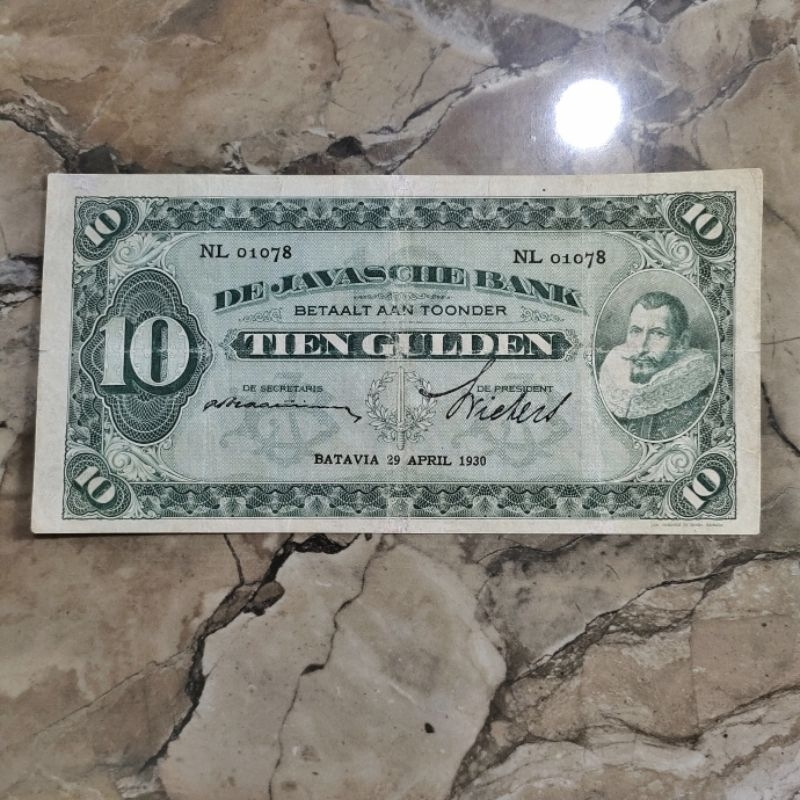 10 10
NL 01078 NL 01078
DE JAVASCHE BANK
BETAALT AAN TOONDER
10 TIEN GULDEN
DE SECRETARIS DE PRESIDENT
BATAVIA 29 APRIL 1930
10 10